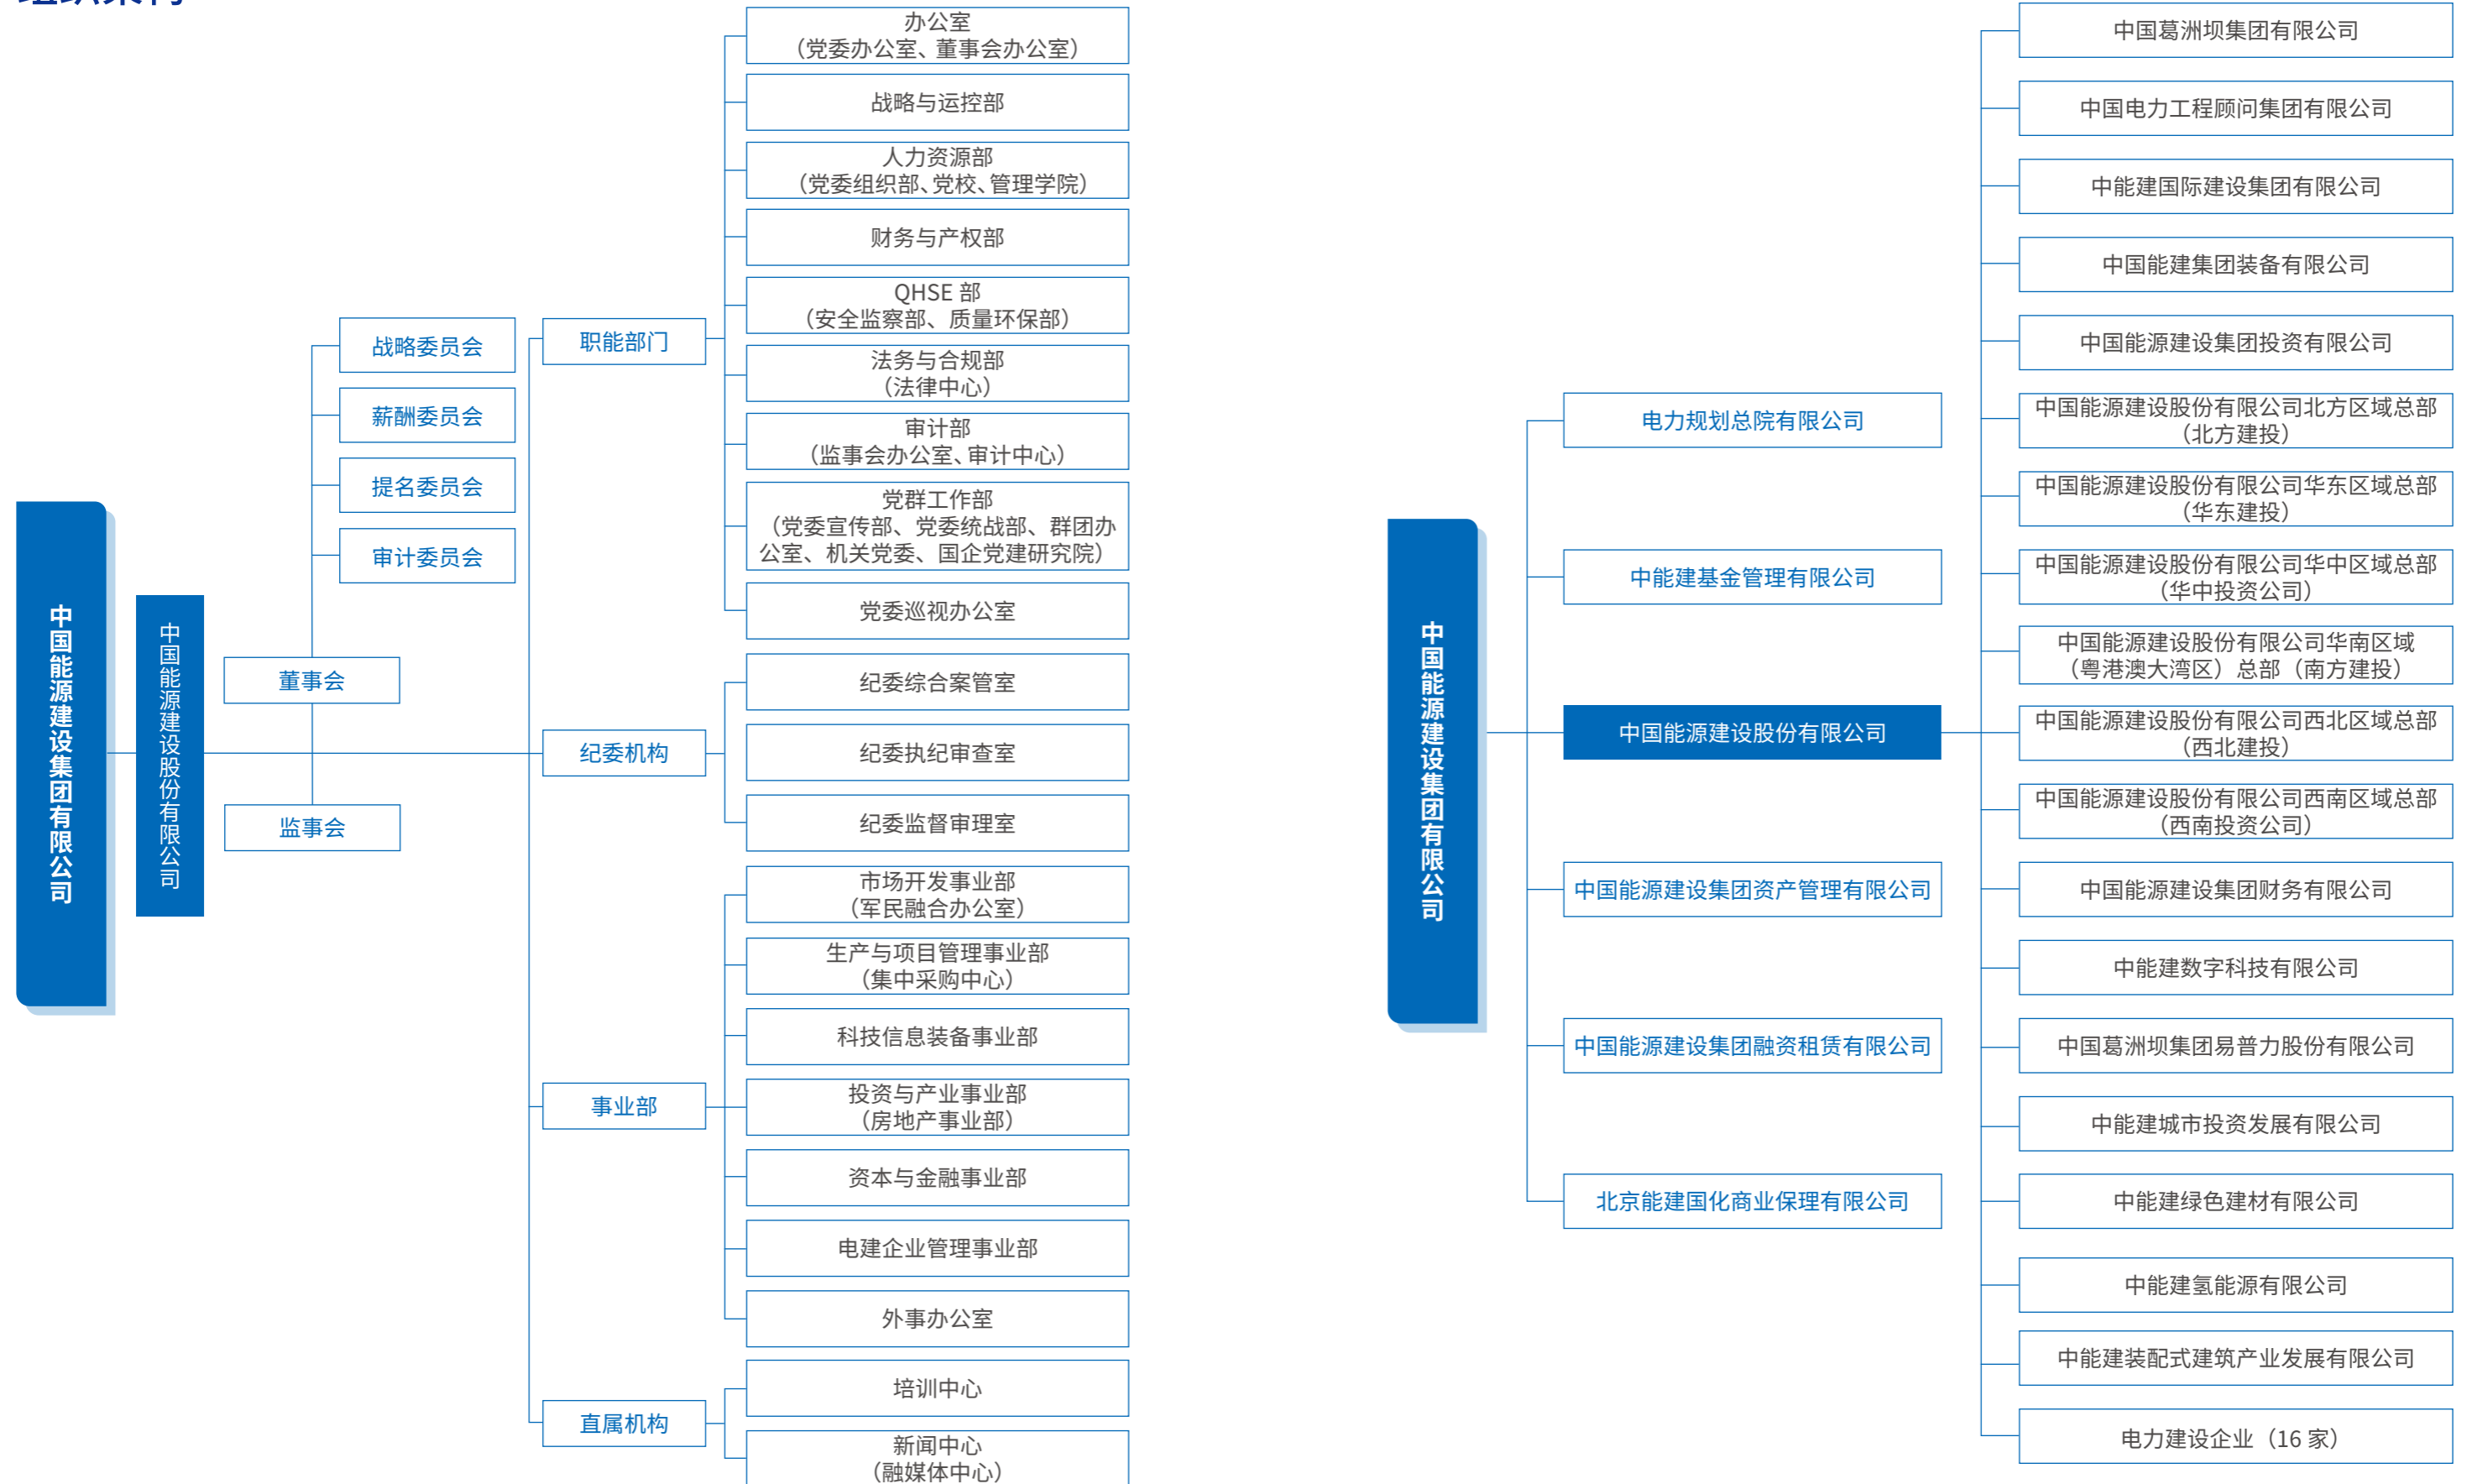 组织架构
中国能源建设集团有限公司
中国能源建设股份有限公司
董事会
战略委员会
薪酬委员会
提名委员会
审计委员会
监事会
职能部门
办公室
（党委办公室、董事会办公室）
战略与运控部
人力资源部
（党委组织部、党校、管理学院）
财务与产权部
QHSE 部
（安全监察部、质量环保部）
法务与合规部
（法律中心）
审计部
（监事会办公室、审计中心）
党群工作部
（党委宣传部、党委统战部、群团办
公室、机关党委、国企党建研究院）
党委巡视办公室
纪委机构
纪委综合案管室
纪委执纪审查室
纪委监督审理室
事业部
市场开发事业部
（军民融合办公室）
生产与项目管理事业部
（集中采购中心）
科技信息装备事业部
投资与产业事业部
（房地产事业部）
资本与金融事业部
电建企业管理事业部
外事办公室
直属机构
培训中心
新闻中心
（融媒体中心）
中国能源建设集团有限公司
电力规划总院有限公司
中能建基金管理有限公司
中国能源建设股份有限公司
中国能源建设集团资产管理有限公司
中国能源建设集团融资租赁有限公司
北京能建国化商业保理有限公司
中国葛洲坝集团有限公司
中国电力工程顾问集团有限公司
中能建国际建设集团有限公司
中国能建集团装备有限公司
中国能源建设集团投资有限公司
中国能源建设股份有限公司北方区域总部
（北方建投）
中国能源建设股份有限公司华东区域总部
（华东建投）
中国能源建设股份有限公司华中区域总部
（华中投资公司）
中国能源建设股份有限公司华南区域
（粤港澳大湾区）总部（南方建投）
中国能源建设股份有限公司西北区域总部
（西北建投）
中国能源建设股份有限公司西南区域总部
（西南投资公司）
中国能源建设集团财务有限公司
中能建数字科技有限公司
中国葛洲坝集团易普力股份有限公司
中能建城市投资发展有限公司
中能建绿色建材有限公司
中能建氢能源有限公司
中能建装配式建筑产业发展有限公司
电力建设企业（16 家）